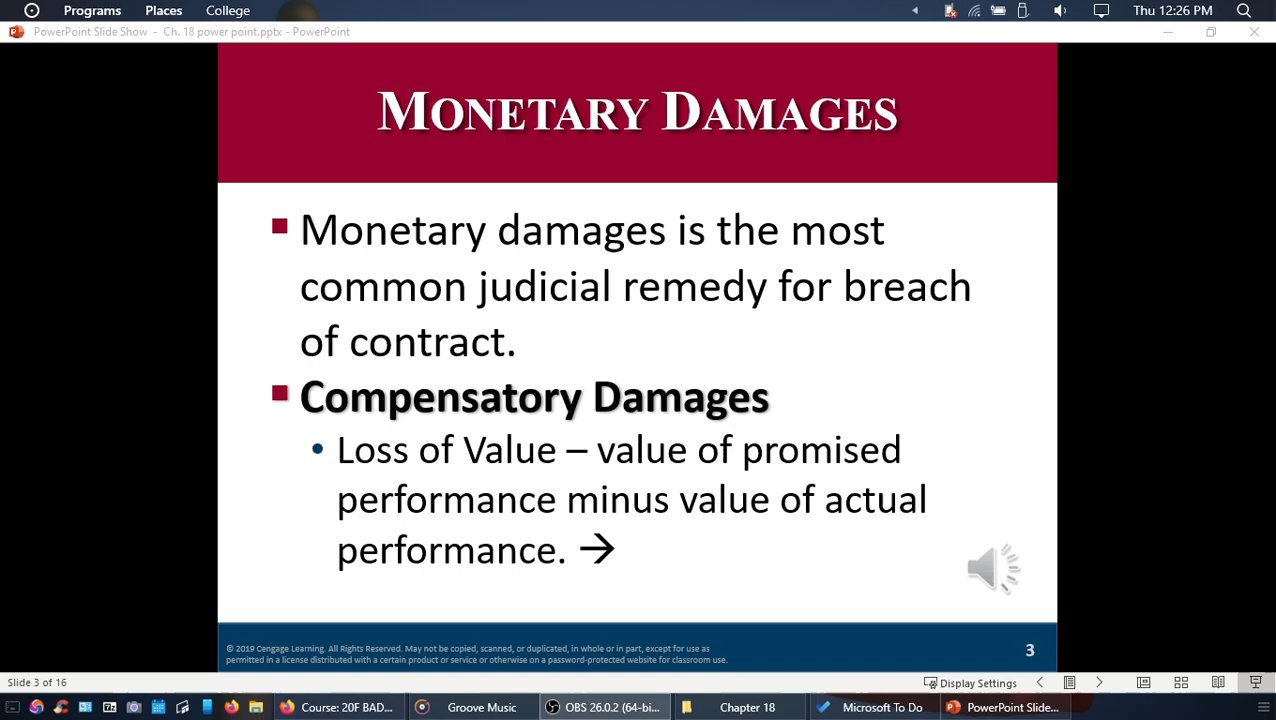 Programs Places College Thu 12:26 PM
PowerPoint Slide Show - Ch. 18 power point.pptx - PowerPoint
MONETARY DAMAGES
Monetary damages is the most
common judicial remedy for breach
of contract.
Compensatory Damages
Loss of Value – value of promised
performance minus value of actual
performance. →
© 2019 Cengage Learning. All Rights Reserved. May not be copied, scanned, or duplicated, in whole or in part, except for use as
permitted in a license distributed with a certain product or service or otherwise on a password-protected website for classroom use.
3
Slide 3 of 16 Display Settings
Course: 20F BAD... Groove Music OBS 26.0.2 (64-bi... Chapter 18 Microsoft To Do PowerPoint Slide...